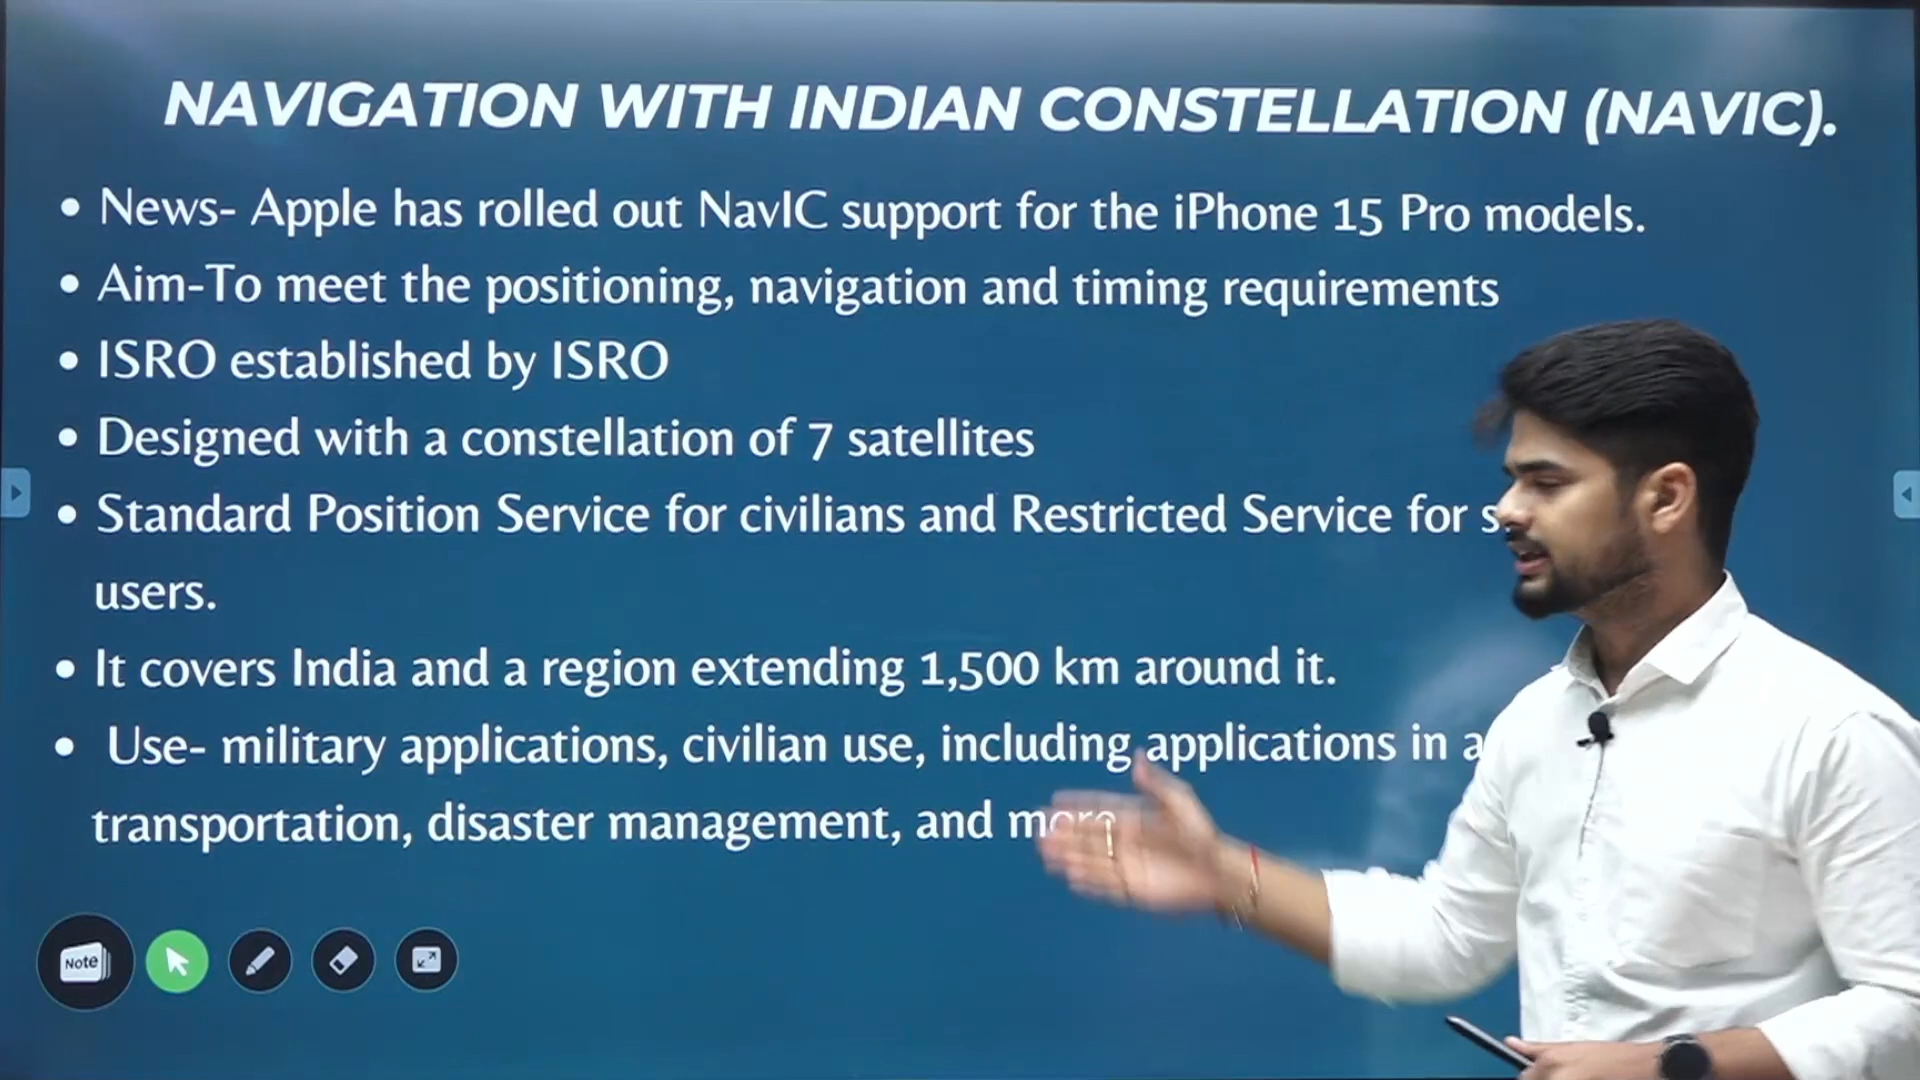 NAVIGATION WITH INDIAN CONSTELLATION (NAVIC).
• News- Apple has rolled out NavIC support for the iPhone 15 Pro models.
• Aim-To meet the positioning, navigation and timing requirements
• ISRO established by ISRO
• Designed with a constellation of 7 satellites
• Standard Position Service for civilians and Restricted Service for
users.
• It covers India and a region extending 1,500 km around it.
• Use- military applications, civilian use, including applications in
transportation, disaster management, and more
Note